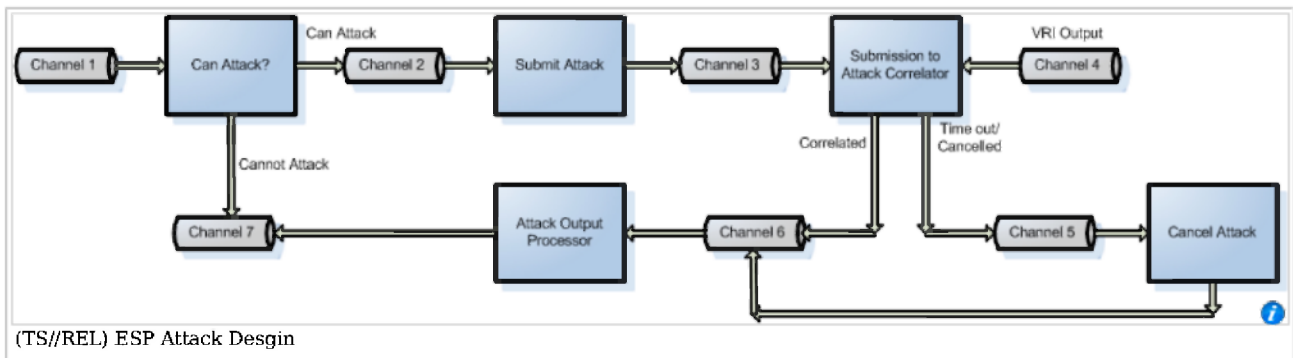 Can Attack
VRI Output
Channel 1
Can Attack?
Channel 2
Submit Attack
Channel 3
Submission to
Attack Correlator
Channel 4
Correlated
Time out/
Cancelled
Cannot Attack
Channel 7
Attack Output
Processor
Channel 6
Channel 5
Cancel Attack
i
(TS//REL) ESP Attack Desgin